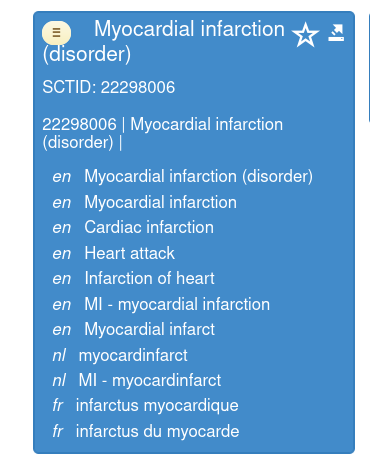 Myocardial infarction
(disorder)
SCTID: 22298006
22298006 | Myocardial infarction
(disorder) |
en Myocardial infarction (disorder)
en Myocardial infarction
en Cardiac infarction
en Heart attack
en Infarction of heart
en MI - myocardial infarction
en Myocardial infarct
nl myocardinfarct
nl MI - myocardinfarct
fr infarctus myocardique
fr infarctus du myocarde